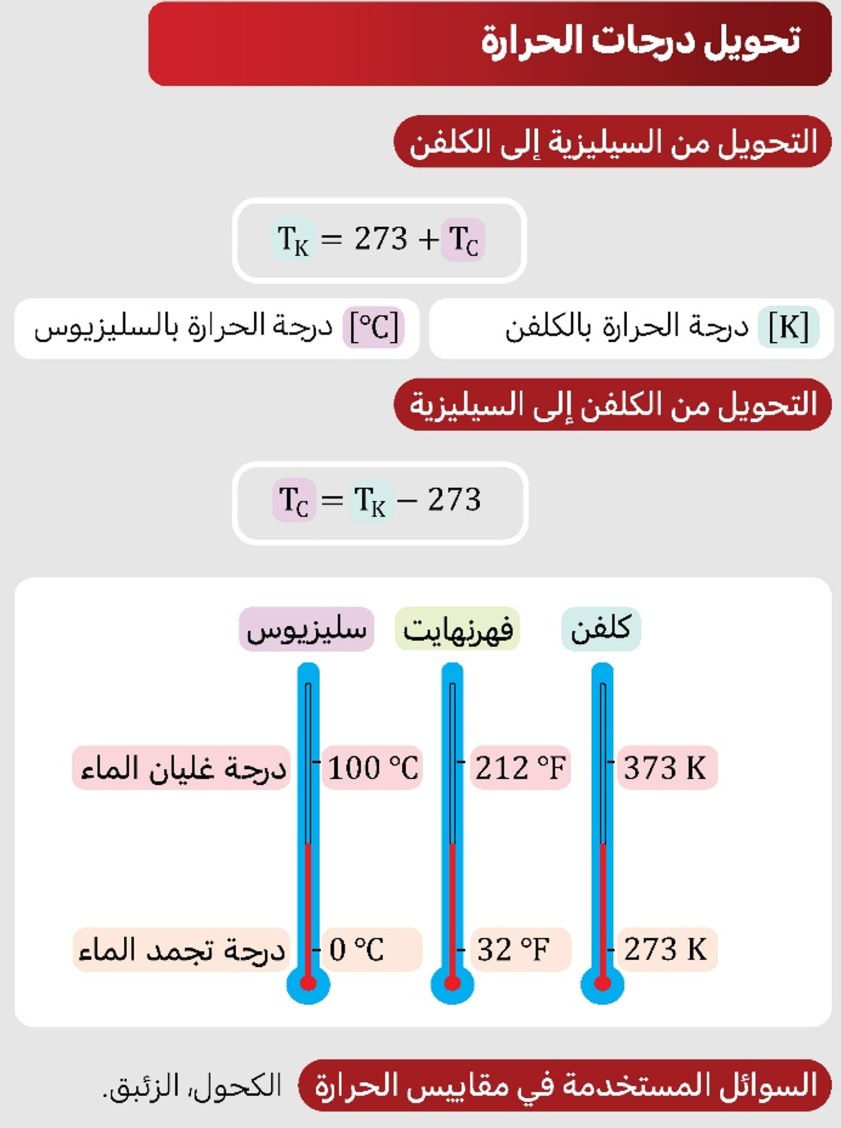 تحويل درجات الحرارة
التحويل من السيليزية إلى الكلفن
T_K = 273 + T_C
[K] درجة الحرارة بالكلفن
[°C] درجة الحرارة بالسليزيوس
التحويل من الكلفن إلى السيليزية
T_C = T_K − 273
كلفن فهرنهايت سليزيوس
373 K 212 °F 100 °C درجة غليان الماء
273 K 32 °F 0 °C درجة تجمد الماء
السوائل المستخدمة في مقاييس الحرارة الكحول، الزئبق.